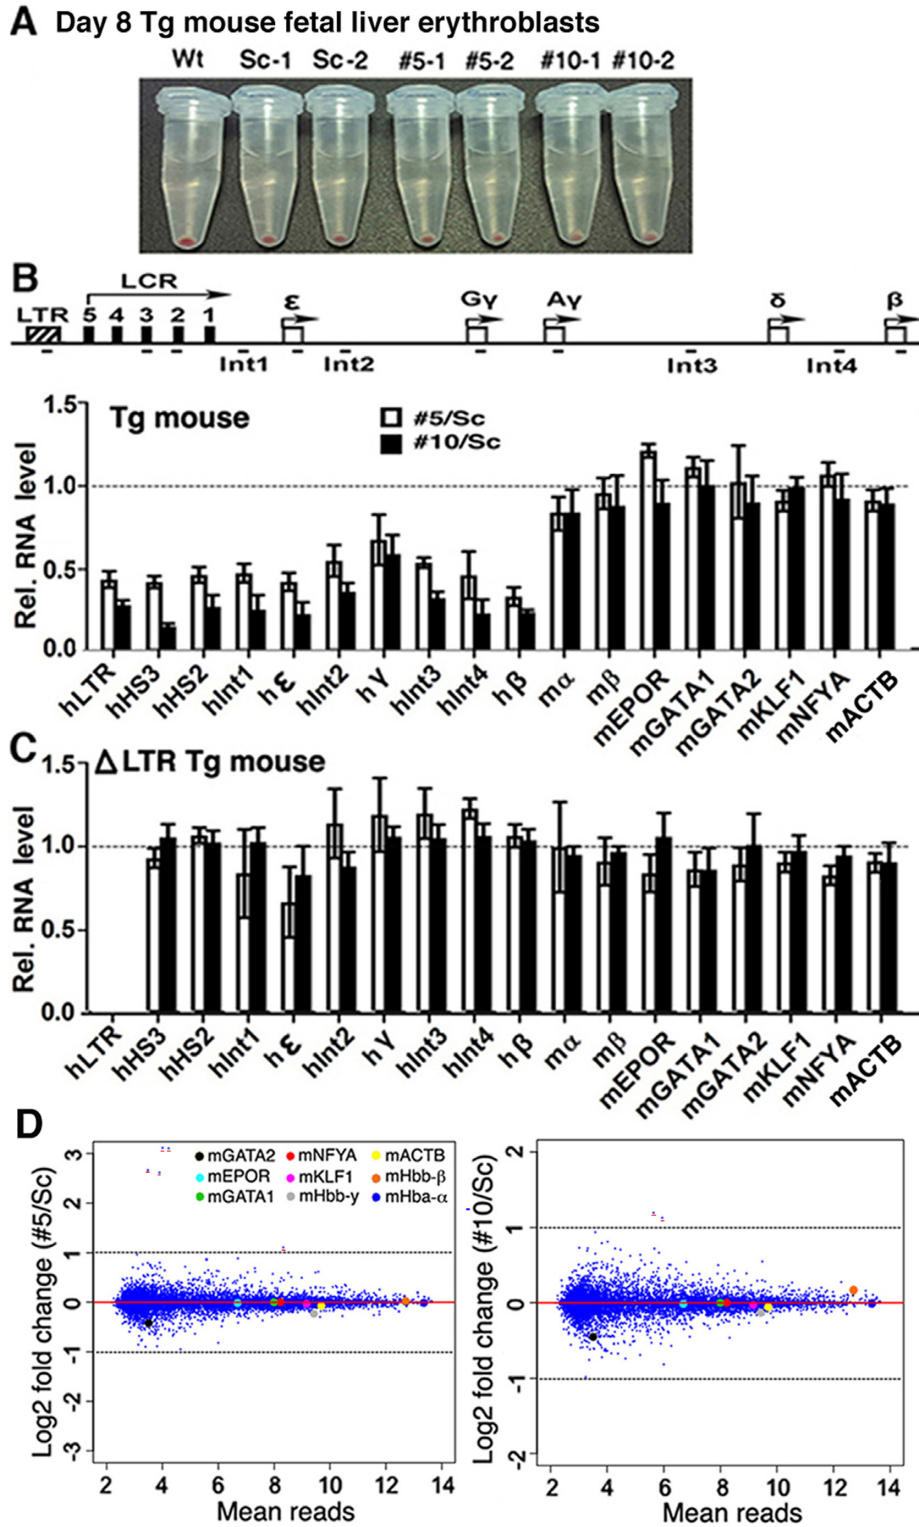 A Day 8 Tg mouse fetal liver erythroblasts
Wt Sc-1 Sc-2 #5-1 #5-2 #10-1 #10-2
B
LCR
LTR 5 4 3 2 1 ε Gγ Aγ δ β
Int1 Int2 Int3 Int4
Tg mouse
#5/Sc
#10/Sc
Rel. RNA level
1.5
1.0
0.5
0.0
hLTR hHS3 hHS2 hInt1 hε hInt2 hγ hInt3 hInt4 hβ mα mβ mEPOR mGATA1 mGATA2 mKLF1 mNFYA mACTB
C
Δ LTR Tg mouse
Rel. RNA level
1.5
1.0
0.5
0.0
hLTR hHS3 hHS2 hInt1 hε hInt2 hγ hInt3 hInt4 hβ mα mβ mEPOR mGATA1 mGATA2 mKLF1 mNFYA mACTB
D
Log2 fold change (#5/Sc)
3
2
1
0
-1
-2
-3
mGATA2 mNFYA mACTB
mEPOR mKLF1 mHbb-β
mGATA1 mHbb-y mHba-α
2 4 6 8 10 12 14
Mean reads
Log2 fold change (#10/Sc)
2
1
0
-1
-2
2 4 6 8 10 12 14
Mean reads